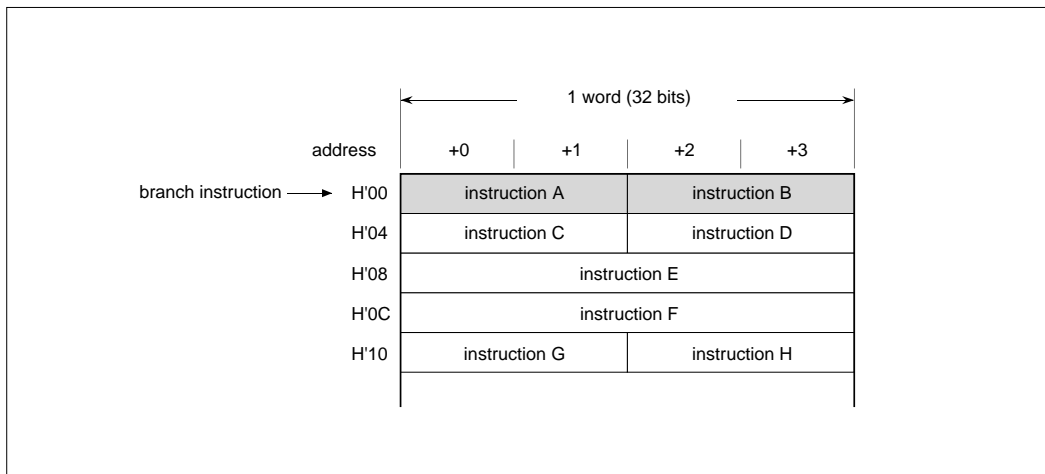 1 word (32 bits)
address +0 +1 +2 +3
branch instruction H'00 instruction A instruction B
H'04 instruction C instruction D
H'08 instruction E
H'0C instruction F
H'10 instruction G instruction H